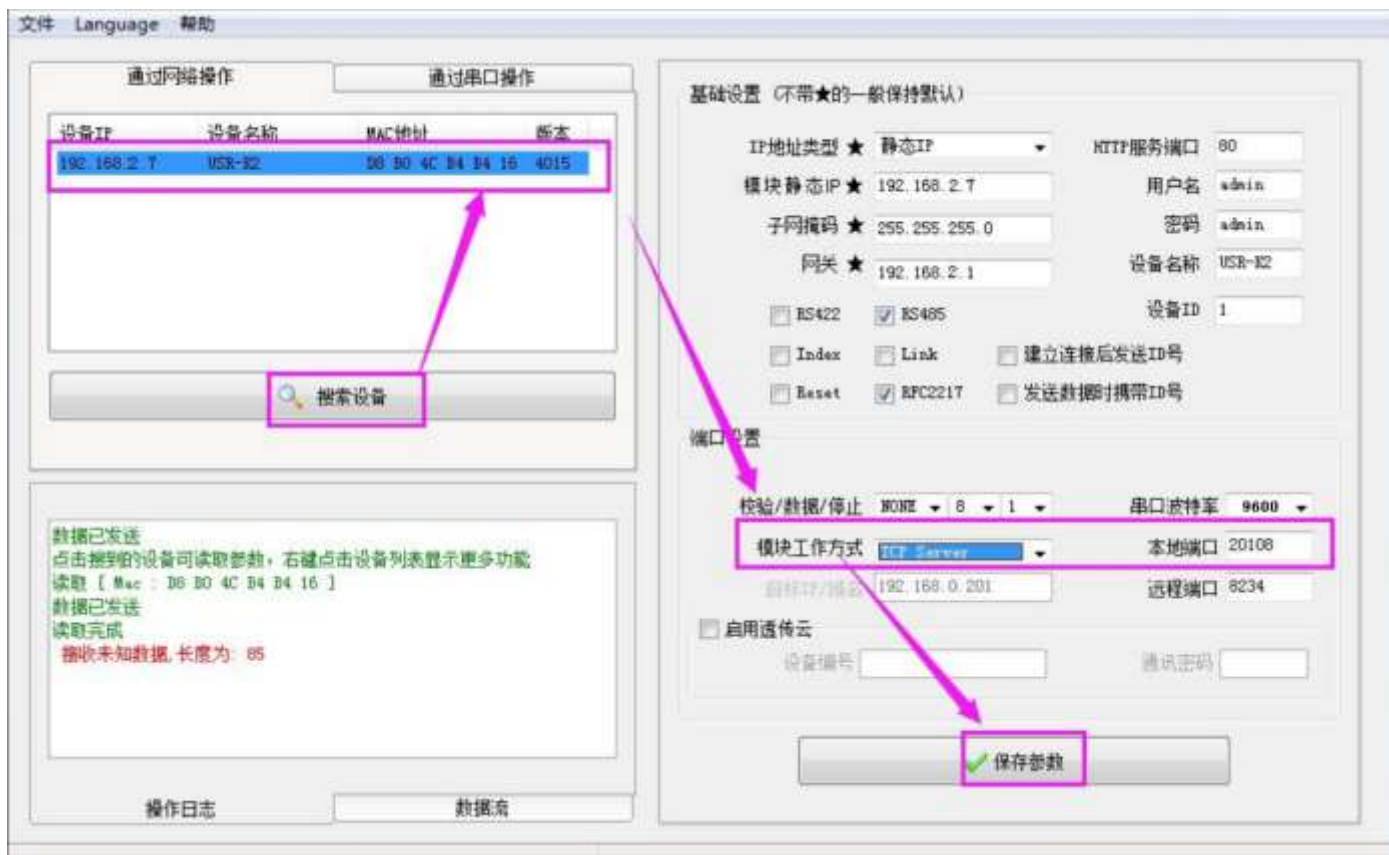 文件 Language 帮助
通过网络操作 通过串口操作
设备IP 设备名称 MAC地址 版本
192.168.2.7 USR-K2 D8 B0 4C B4 B4 16 4015
搜索设备
数据已发送
点击搜到的设备可读取参数，右键点击设备列表显示更多功能
读取 [ Mac : D8 B0 4C B4 B4 16 ]
数据已发送
读取完成
接收未知数据,长度为: 85
操作日志 数据流
基础设置（不带★的一般保持默认）
IP地址类型 ★ 静态IP HTTP服务端口 80
模块静态IP ★ 192.168.2.7 用户名 admin
子网掩码 ★ 255.255.255.0 密码 admin
网关 ★ 192.168.2.1 设备名称 USR-K2
RS422 RS485 设备ID 1
Index Link 建立连接后发送ID号
Reset RFC2217 发送数据时携带ID号
端口设置
校验/数据/停止 NONE 8 1 串口波特率 9600
模块工作方式 TCP Server 本地端口 20108
目标IP/域名 192.168.0.201 远程端口 8234
启用透传云
设备编号 通讯密码
保存参数